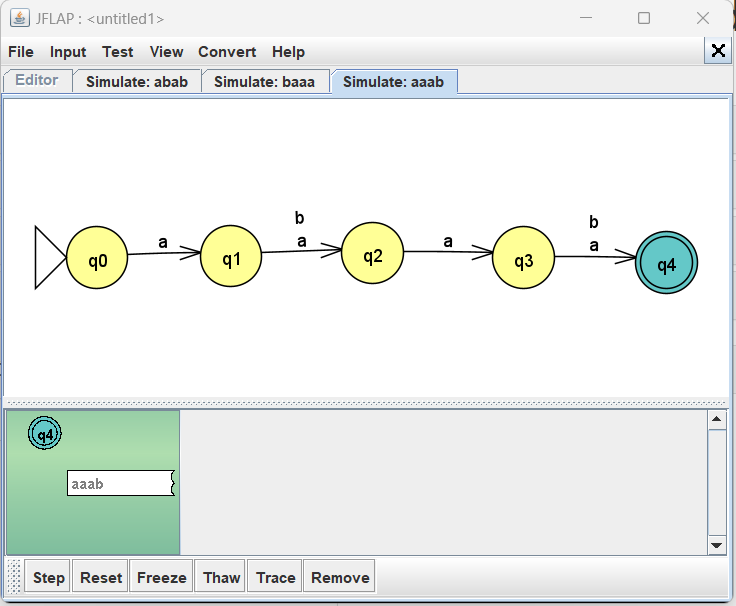 JFLAP : <untitled1>
File Input Test View Convert Help
Editor Simulate: abab Simulate: baaa Simulate: aaab
b b
a a a a
q0 q1 q2 q3 q4
q4
aaab
Step Reset Freeze Thaw Trace Remove